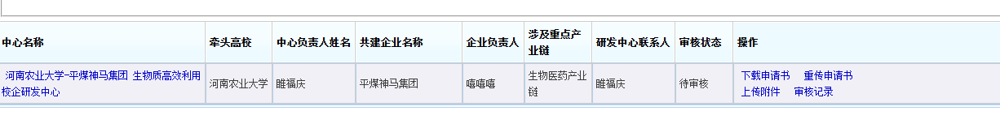 中心名称 牵头高校 中心负责人姓名 共建企业名称 企业负责人 涉及重点产业链 研发中心联系人 审核状态 操作
河南农业大学-平煤神马集团 生物质高效利用校企研发中心 河南农业大学 睢福庆 平煤神马集团 嘻嘻嘻 生物医药产业链 睢福庆 待审核 下载申请书 重传申请书
上传附件 审核记录